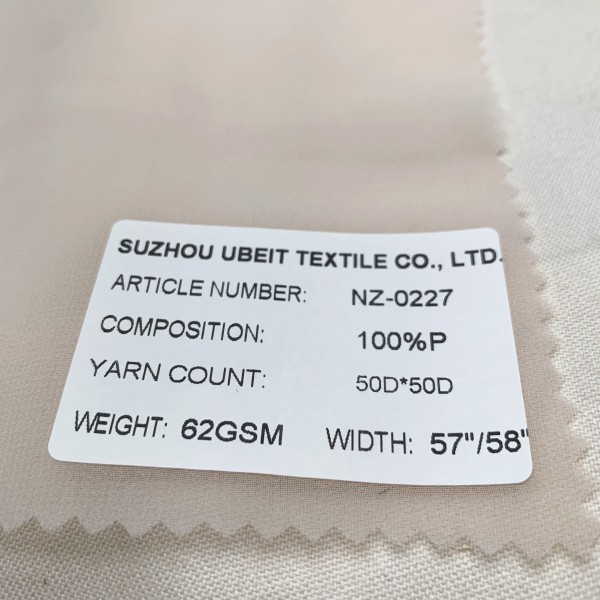 SUZHOU UBEIT TEXTILE CO., LTD.
ARTICLE NUMBER: NZ-0227
COMPOSITION: 100%P
YARN COUNT: 50D*50D
WEIGHT: 62GSM WIDTH: 57"/58"